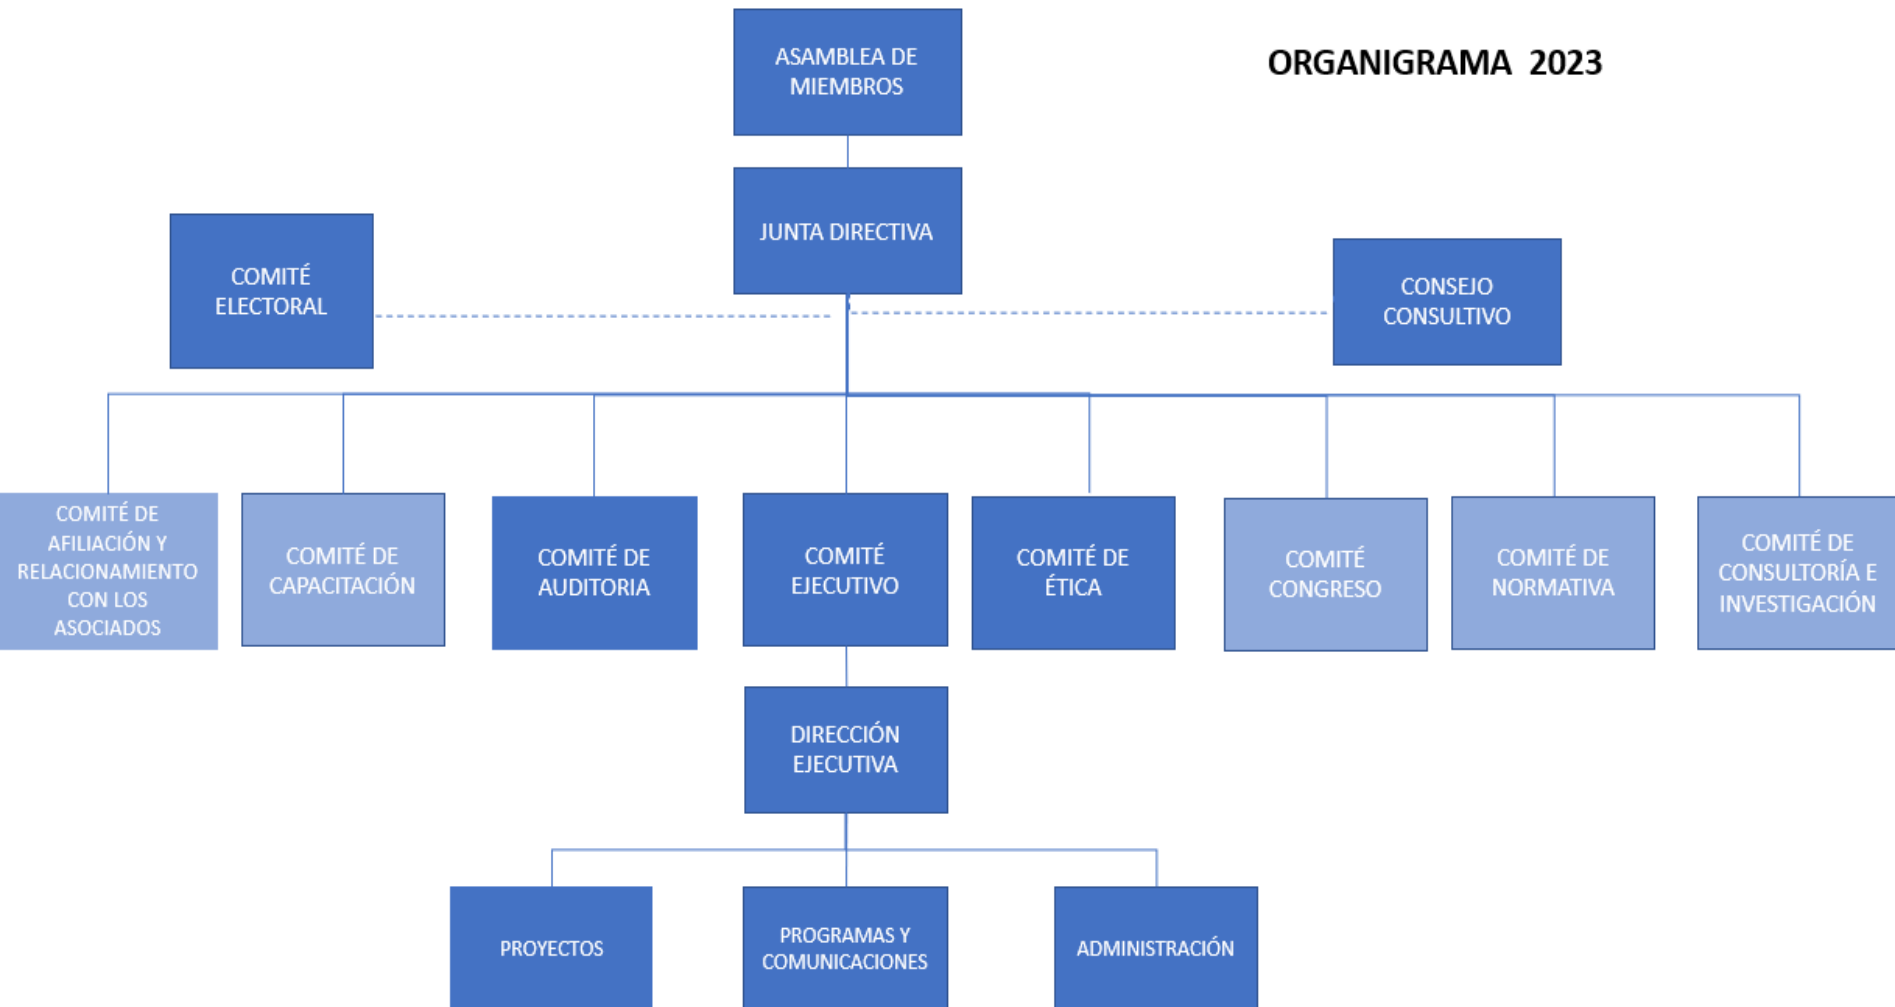 ASAMBLEA DE
MIEMBROS
ORGANIGRAMA 2023
JUNTA DIRECTIVA
COMITÉ
ELECTORAL
CONSEJO
CONSULTIVO
COMITÉ DE
AFILIACIÓN Y
RELACIONAMIENTO
CON LOS
ASOCIADOS
COMITÉ DE
CAPACITACIÓN
COMITÉ DE
AUDITORIA
COMITÉ
EJECUTIVO
COMITÉ DE
ÉTICA
COMITÉ
CONGRESO
COMITÉ DE
NORMATIVA
COMITÉ DE
CONSULTORÍA E
INVESTIGACIÓN
DIRECCIÓN
EJECUTIVA
PROYECTOS
PROGRAMAS Y
COMUNICACIONES
ADMINISTRACIÓN